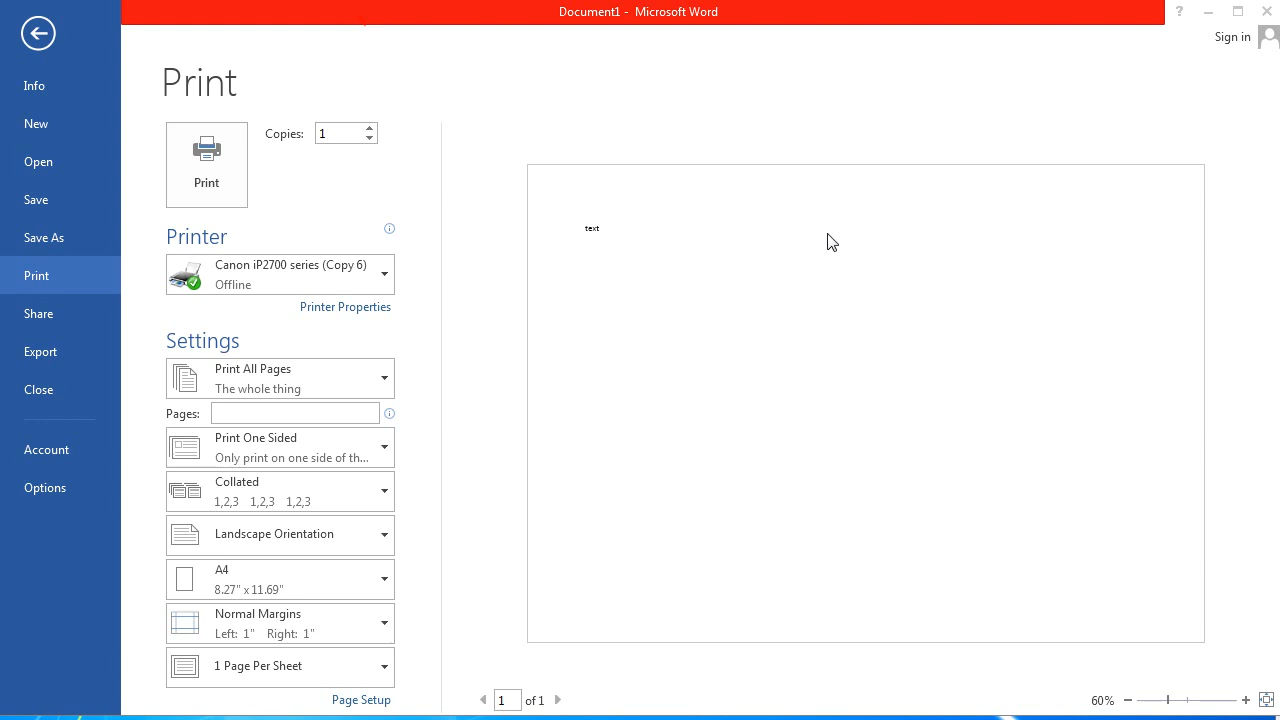 Document1 - Microsoft Word
?
Sign in
Info
New
Open
Save
Save As
Print
Share
Export
Close
Account
Options
Print
Print
Copies: 1
Printer
Canon iP2700 series (Copy 6)
Offline
Printer Properties
Settings
Print All Pages
The whole thing
Pages:
Print One Sided
Only print on one side of th...
Collated
1,2,3 1,2,3 1,2,3
Landscape Orientation
A4
8.27" x 11.69"
Normal Margins
Left: 1" Right: 1"
1 Page Per Sheet
Page Setup
text
1 of 1
60%